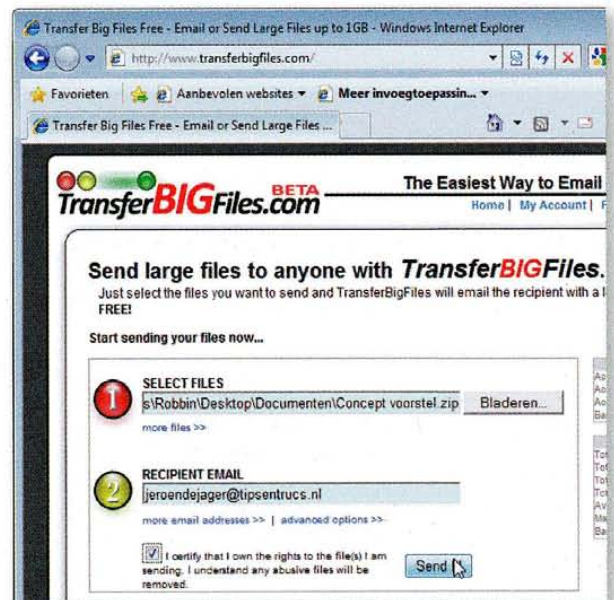 Transfer Big Files Free - Email or Send Large Files up to 1GB - Windows Internet Explorer
http://www.transferbigfiles.com/
Favorieten Aanbevolen websites Meer invoegtoepassin...
Transfer Big Files Free - Email or Send Large Files ...
BETA
TransferBIGFiles.com
The Easiest Way to Email
Home | My Account | F
Send large files to anyone with TransferBIGFiles.
Just select the files you want to send and TransferBigFiles will email the recipient with a l
FREE!
Start sending your files now...
1
SELECT FILES
s\Robbin\Desktop\Documenten\Concept voorstel.zip Bladeren...
more files >>
2
RECIPIENT EMAIL
jeroendejager@tipsentrucs.nl
more email addresses >> | advanced options >>
I certify that I own the rights to the file(s) I am
sending. I understand any abusive files will be
removed.
Send